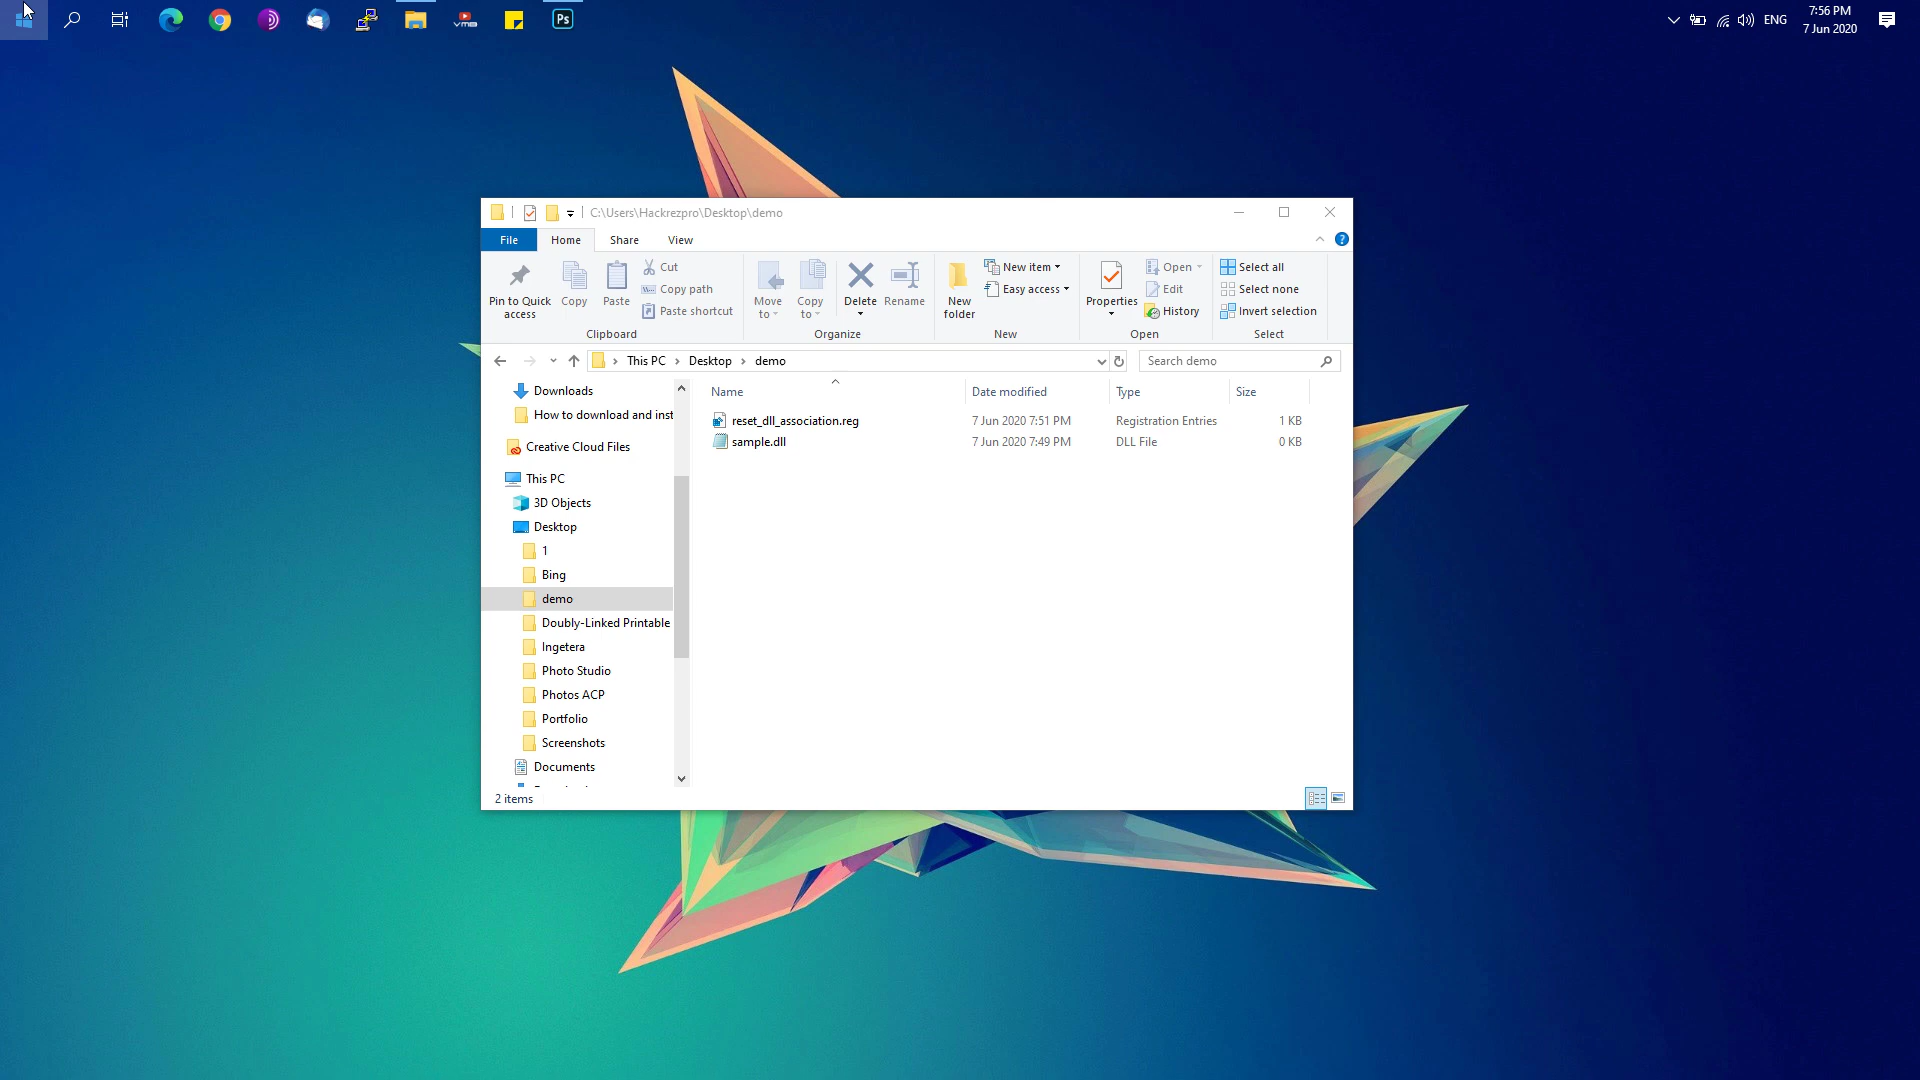 Ps
vmb
ENG
7:56 PM
7 Jun 2020
C:\Users\Hackrezpro\Desktop\demo
File Home Share View
Pin to Quick access
Copy
Paste
Cut
Copy path
Paste shortcut
Clipboard
Move to
Copy to
Delete
Rename
Organize
New folder
New item
Easy access
New
Properties
Open
Edit
History
Open
Select all
Select none
Invert selection
Select
This PC > Desktop > demo
Search demo
Name Date modified Type Size
reset_dll_association.reg 7 Jun 2020 7:51 PM Registration Entries 1 KB
sample.dll 7 Jun 2020 7:49 PM DLL File 0 KB
Downloads
How to download and inst
Creative Cloud Files
This PC
3D Objects
Desktop
1
Bing
demo
Doubly-Linked Printable
Ingetera
Photo Studio
Photos ACP
Portfolio
Screenshots
Documents
2 items